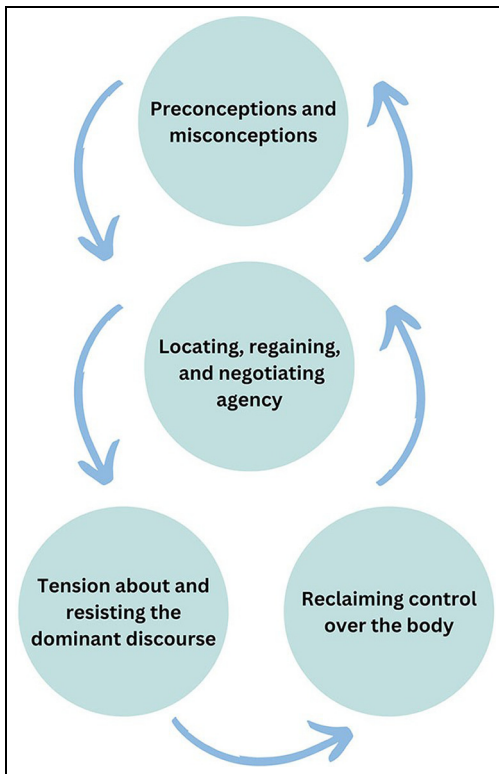 Preconceptions and
misconceptions
Locating, regaining,
and negotiating
agency
Tension about and
resisting the
dominant discourse
Reclaiming control
over the body